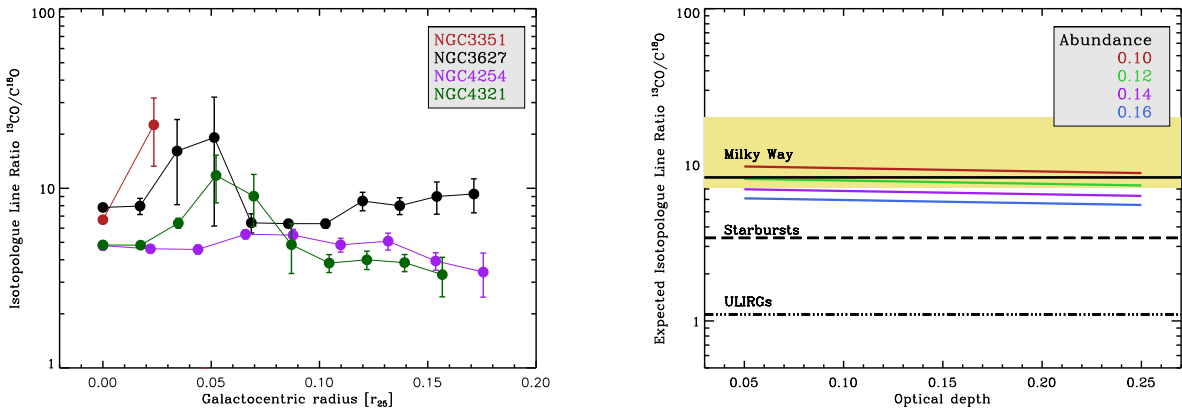 100
10
1
Isotopologue Line Ratio ¹³CO/C¹⁸O
NGC3351
NGC3627
NGC4254
NGC4321
0.00 0.05 0.10 0.15 0.20
Galactocentric radius [r₂₅]
100
10
1
Expected Isotopologue Line Ratio ¹³CO/C¹⁸O
Abundance
0.10
0.12
0.14
0.16
Milky Way
Starbursts
ULIRGs
0.05 0.10 0.15 0.20 0.25
Optical depth